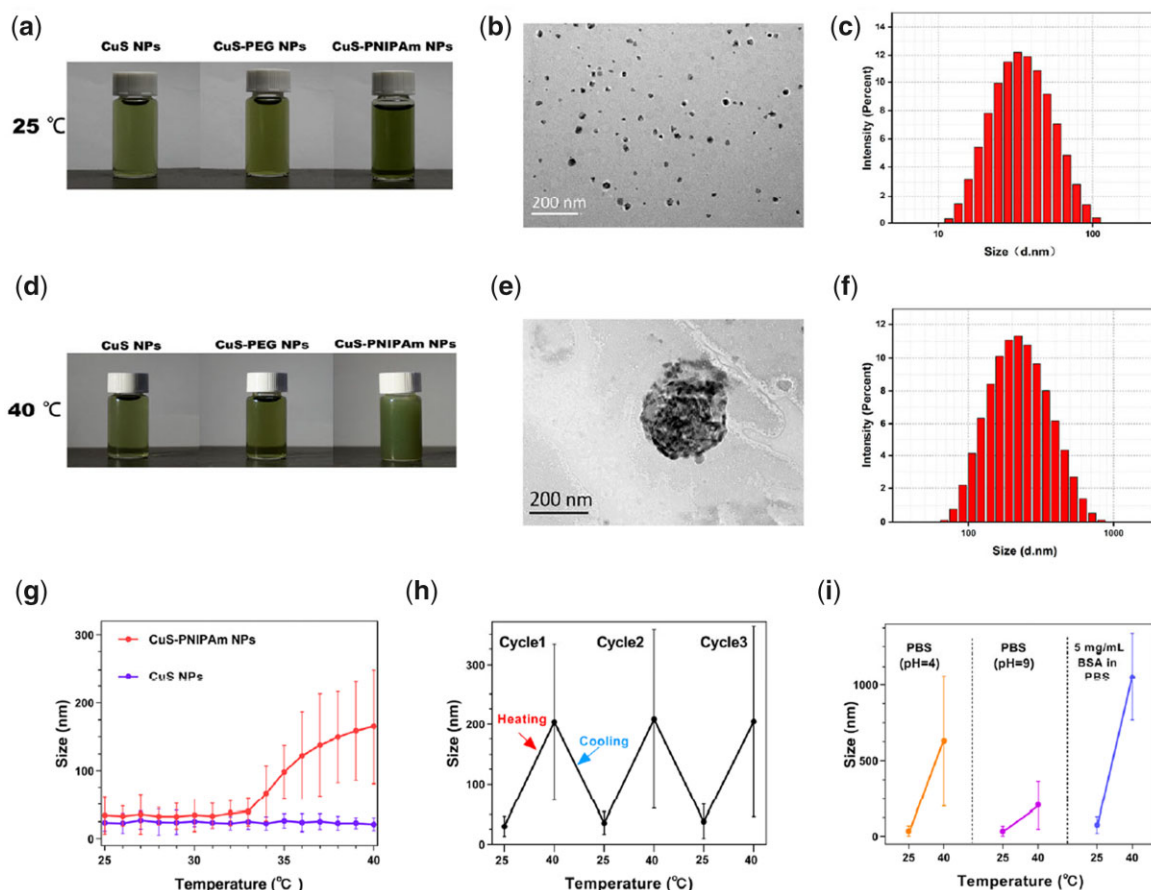 (a)
CuS NPs CuS-PEG NPs CuS-PNIPAm NPs
25 ℃
(b)
200 nm
(c)
Intensity (Percent)
14
12
10
8
6
4
2
0
10 100
Size (d.nm)
(d)
CuS NPs CuS-PEG NPs CuS-PNIPAm NPs
40 ℃
(e)
200 nm
(f)
Intensity (Percent)
12
10
8
6
4
2
0
100 1000
Size (d.nm)
(g)
Size (nm)
300
200
100
0
CuS-PNIPAm NPs
CuS NPs
25 30 35 40
Temperature (℃)
(h)
Size (nm)
300
200
100
0
Cycle1 Cycle2 Cycle3
Heating
Cooling
25 40 25 40 25 40
Temperature (℃)
(i)
Size (nm)
1000
500
0
PBS
(pH=4)
PBS
(pH=9)
5 mg/mL
BSA in
PBS
25 40 25 40 25 40
Temperature (℃)